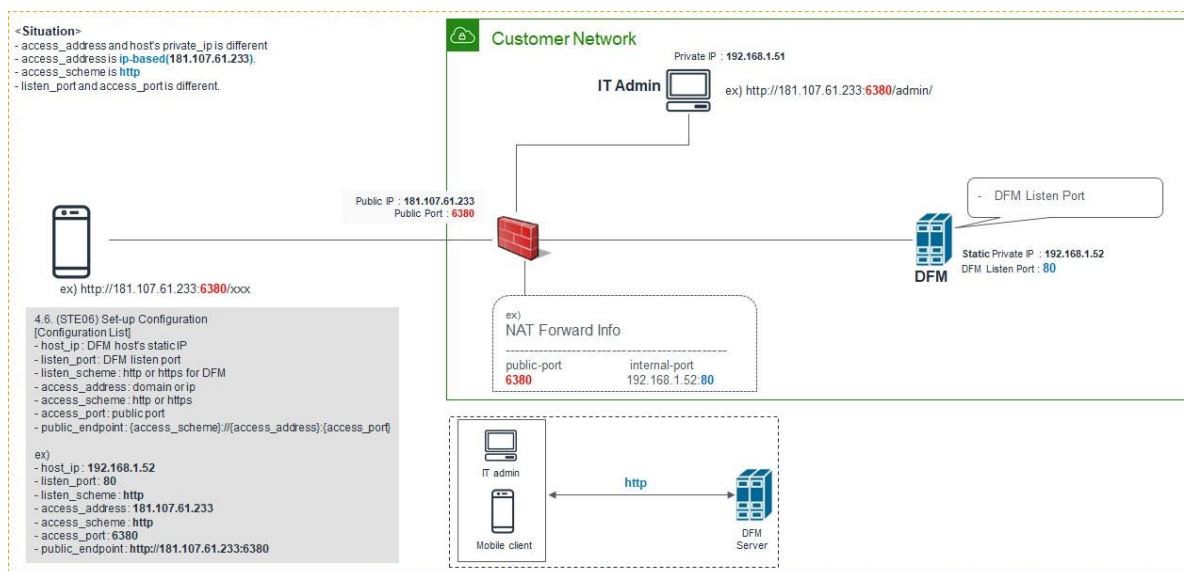 <Situation>
- access_address and host's private_ip is different
- access_address is ip-based(181.107.61.233).
- access_scheme is http
- listen_port and access_port is different.
Customer Network
Private IP : 192.168.1.51
IT Admin
ex) http://181.107.61.233:6380/admin/
Public IP : 181.107.61.233
Public Port : 6380
- DFM Listen Port
Static Private IP : 192.168.1.52
DFM Listen Port : 80
DFM
ex) http://181.107.61.233:6380/xxx
ex)
NAT Forward Info
public-port internal-port
6380 192.168.1.52:80
4.6. (STE06) Set-up Configuration
[Configuration List]
- host_ip : DFM host's static IP
- listen_port: DFM listen port
- listen_scheme: http or https for DFM
- access_address: domain or ip
- access_scheme: http or https
- access_port : public port
- public_endpoint : {access_scheme}://{access_address}:{access_port}
ex)
- host_ip : 192.168.1.52
- listen_port : 80
- listen_scheme : http
- access_address : 181.107.61.233
- access_scheme : http
- access_port : 6380
- public_endpoint : http://181.107.61.233:6380
IT admin
http
Mobile client
DFM
Server